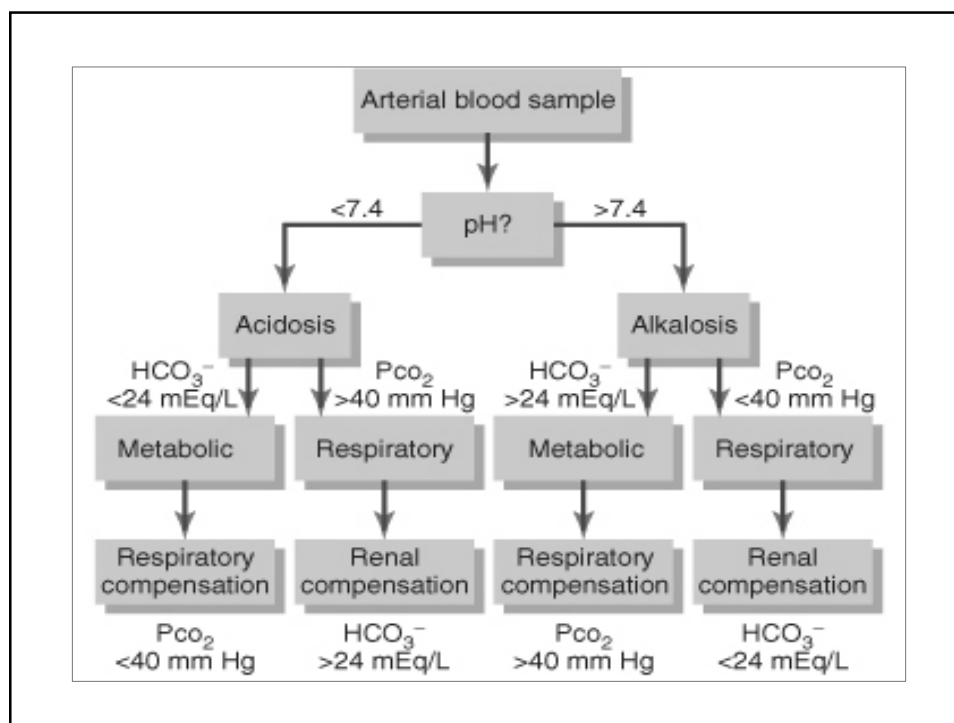 Arterial blood sample
<7.4
pH?
>7.4
Acidosis
Alkalosis
HCO₃⁻
<24 mEq/L
Pco₂
>40 mm Hg
HCO₃⁻
>24 mEq/L
Pco₂
<40 mm Hg
Metabolic
Respiratory
Metabolic
Respiratory
Respiratory
compensation
Renal
compensation
Respiratory
compensation
Renal
compensation
Pco₂
<40 mm Hg
HCO₃⁻
>24 mEq/L
Pco₂
>40 mm Hg
HCO₃⁻
<24 mEq/L